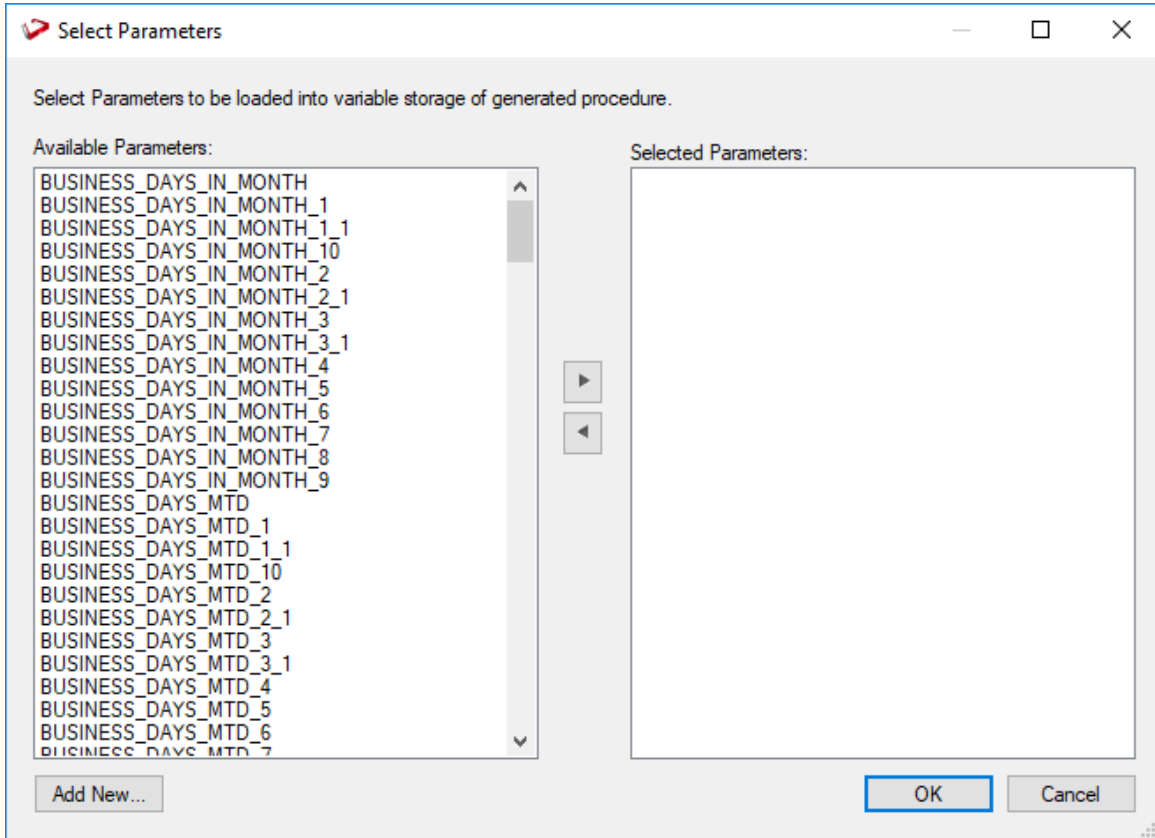 Select Parameters
Select Parameters to be loaded into variable storage of generated procedure.
Available Parameters:
Selected Parameters:
BUSINESS_DAYS_IN_MONTH
BUSINESS_DAYS_IN_MONTH_1
BUSINESS_DAYS_IN_MONTH_1_1
BUSINESS_DAYS_IN_MONTH_10
BUSINESS_DAYS_IN_MONTH_2
BUSINESS_DAYS_IN_MONTH_2_1
BUSINESS_DAYS_IN_MONTH_3
BUSINESS_DAYS_IN_MONTH_3_1
BUSINESS_DAYS_IN_MONTH_4
BUSINESS_DAYS_IN_MONTH_5
BUSINESS_DAYS_IN_MONTH_6
BUSINESS_DAYS_IN_MONTH_7
BUSINESS_DAYS_IN_MONTH_8
BUSINESS_DAYS_IN_MONTH_9
BUSINESS_DAYS_MTD
BUSINESS_DAYS_MTD_1
BUSINESS_DAYS_MTD_1_1
BUSINESS_DAYS_MTD_10
BUSINESS_DAYS_MTD_2
BUSINESS_DAYS_MTD_2_1
BUSINESS_DAYS_MTD_3
BUSINESS_DAYS_MTD_3_1
BUSINESS_DAYS_MTD_4
BUSINESS_DAYS_MTD_5
BUSINESS_DAYS_MTD_6
BUSINESS_DAYS_MTD_7
Add New...
OK
Cancel